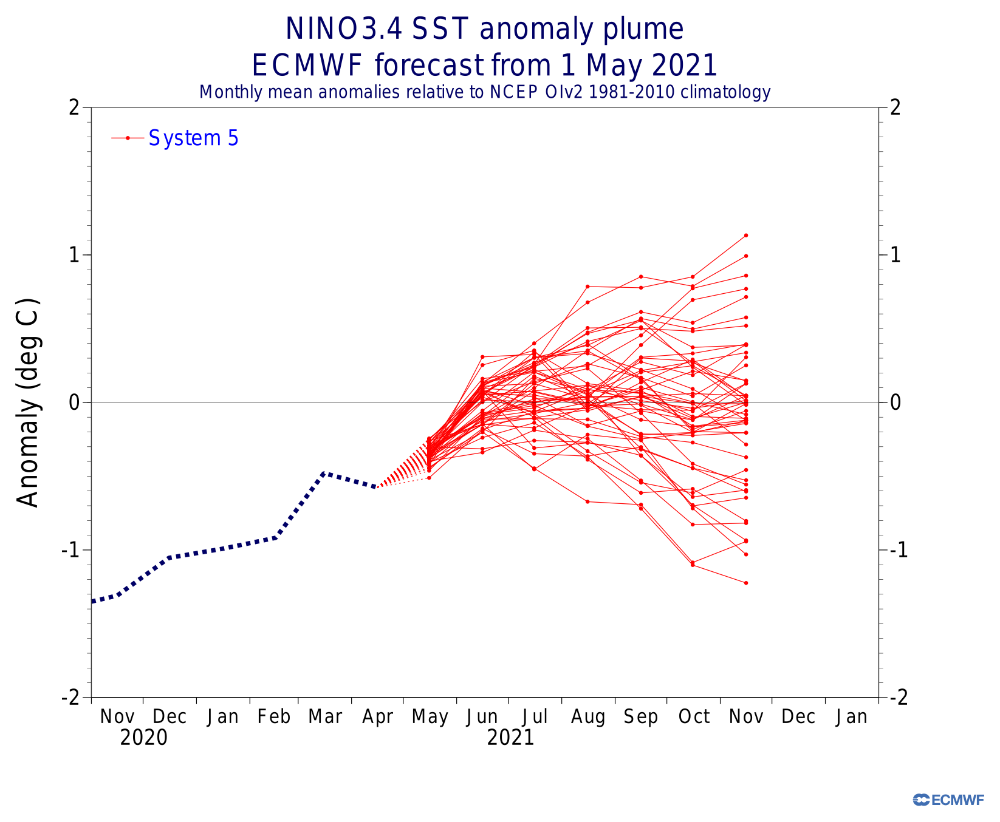 NINO3.4 SST anomaly plume
ECMWF forecast from 1 May 2021
Monthly mean anomalies relative to NCEP OIv2 1981-2010 climatology
2 2
System 5
1 1
Anomaly (deg C)
0 0
-1 -1
-2 -2
Nov Dec Jan Feb Mar Apr May Jun Jul Aug Sep Oct Nov Dec Jan
2020 2021
ECMWF